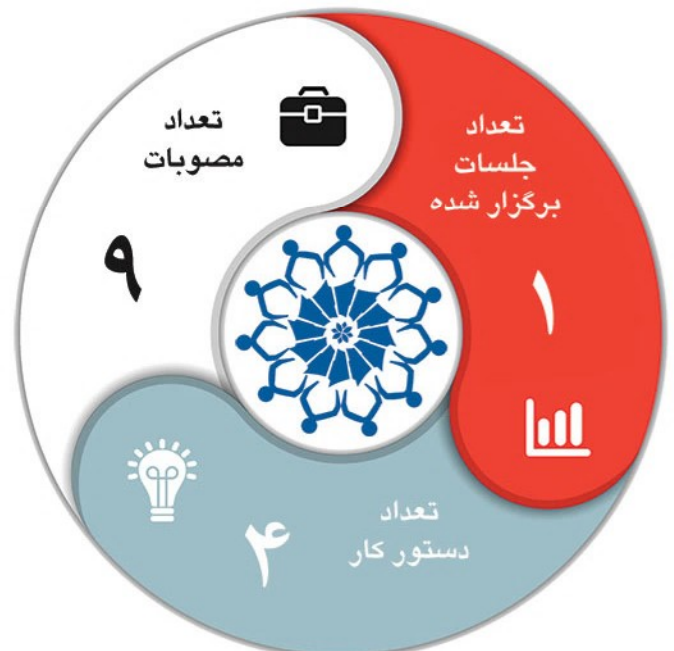 تعداد
جلسات
برگزار شده
۱
تعداد
مصوبات
۹
تعداد
دستور کار
۴